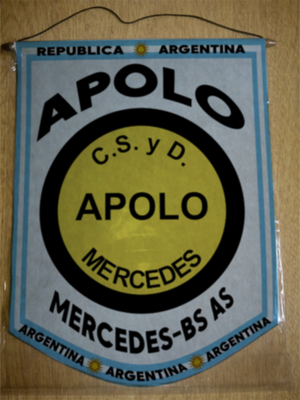 REPUBLICA ARGENTINA
APOLO
C.S. y D.
APOLO
MERCEDES
MERCEDES-BS AS
ARGENTINA ARGENTINA ARGENTINA